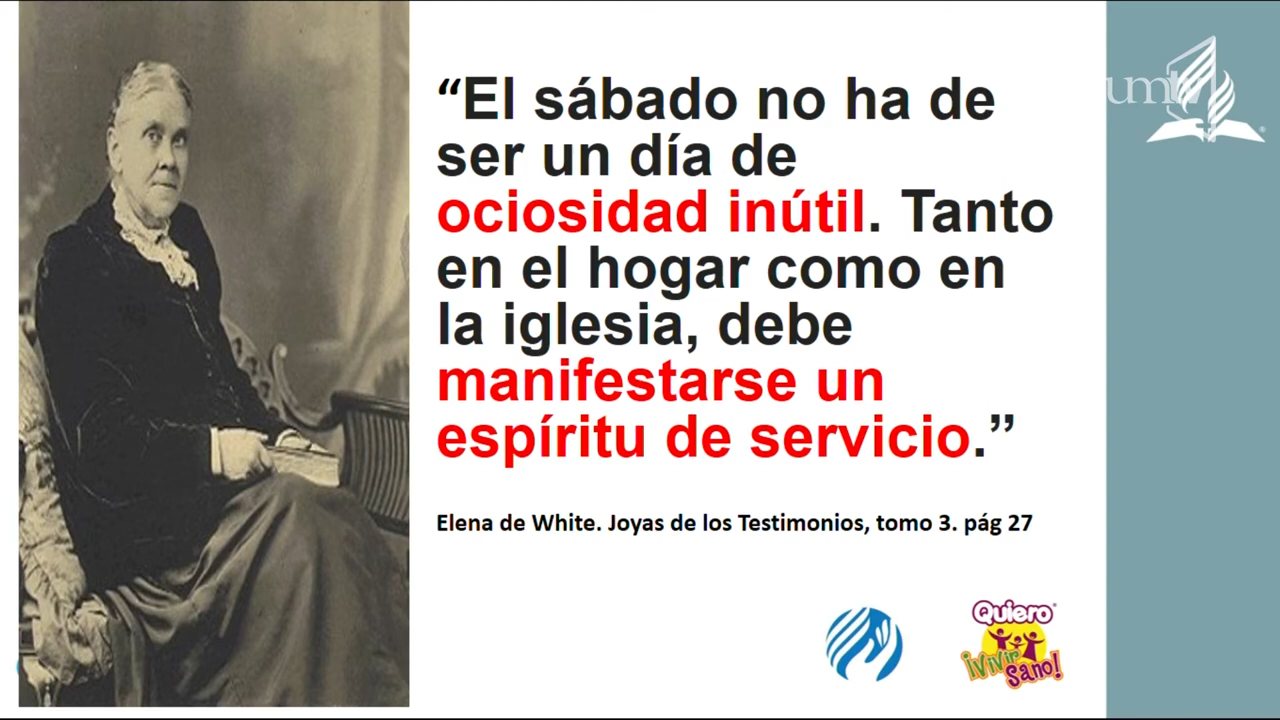 “El sábado no ha de
ser un día de
ociosidad inútil. Tanto
en el hogar como en
la iglesia, debe
manifestarse un
espíritu de servicio.”
Elena de White. Joyas de los Testimonios, tomo 3. pág 27
Quiero
¡Vivir
Sano!